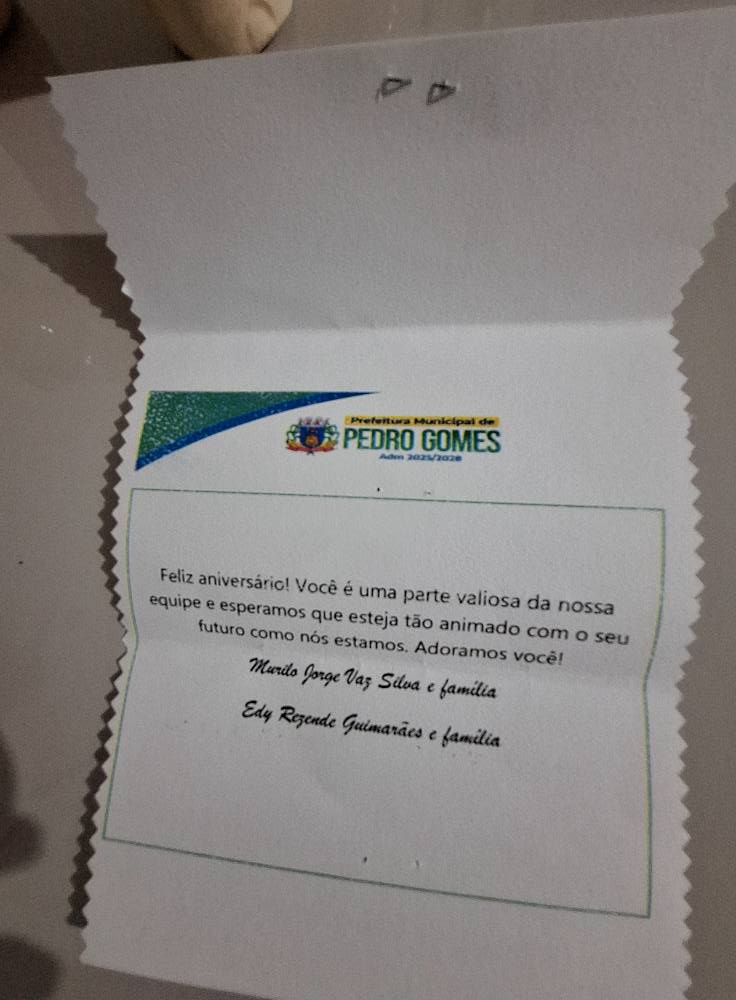 Prefeitura Municipal de
PEDRO GOMES
Adm 2025/2028
Feliz aniversário! Você é uma parte valiosa da nossa
equipe e esperamos que esteja tão animado com o seu
futuro como nós estamos. Adoramos você!
Murilo Jorge Vaz Silva e família
Edy Rezende Guimarães e família